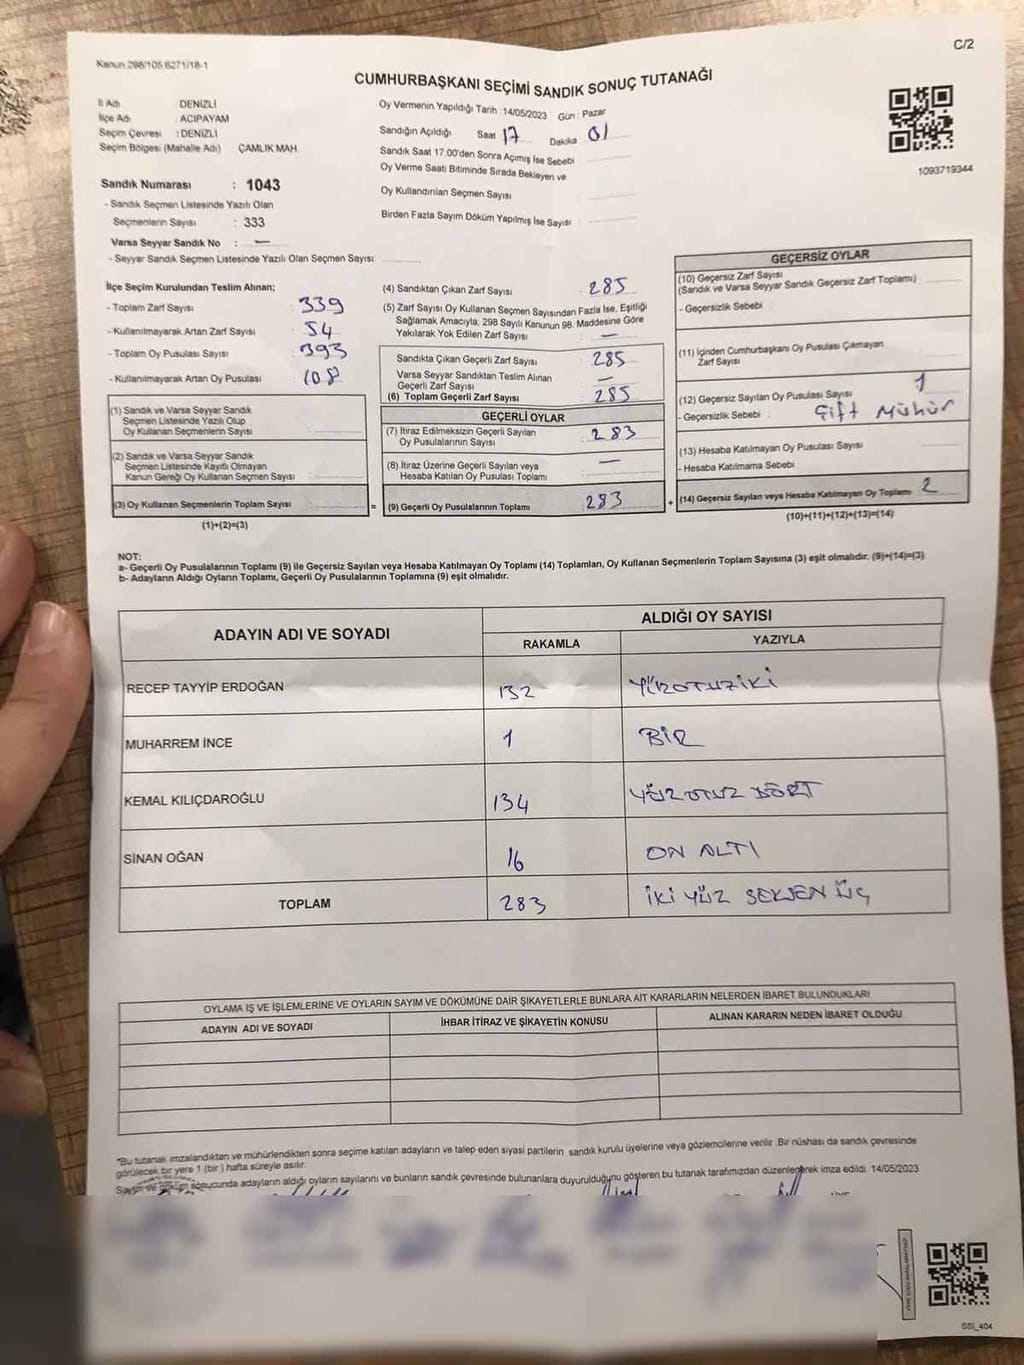 C/2
Kanun.298/105.6271/18-1
CUMHURBAŞKANI SEÇİMİ SANDIK SONUÇ TUTANAĞI
İl Adı DENİZLİ
İlçe Adı ACIPAYAM
Seçim Çevresi : DENİZLİ
Seçim Bölgesi (Mahalle Adı) ÇAMLIK MAH.
Oy Vermenin Yapıldığı Tarih : 14/05/2023 Gün : Pazar
Sandığın Açıldığı Saat 17 Dakika 01
Sandık Saat 17:00'den Sonra Açımış İse Sebebi
Oy Verme Saati Bitiminde Sırada Bekleyen ve
Oy Kullandırılan Seçmen Sayısı
Birden Fazla Sayım Döküm Yapılmış İse Sayısı :
1093719344
Sandık Numarası : 1043
- Sandık Seçmen Listesinde Yazılı Olan
Seçmenlerin Sayısı : 333
Varsa Seyyar Sandık No : —
- Seyyar Sandık Seçmen Listesinde Yazılı Olan Seçmen Sayısı:
İlçe Seçim Kurulundan Teslim Alınan;
- Toplam Zarf Sayısı : 339
- Kullanılmayarak Artan Zarf Sayısı : 54
- Toplam Oy Pusulası Sayısı : 393
- Kullanılmayarak Artan Oy Pusulası : 108
(1) Sandık ve Varsa Seyyar Sandık
Seçmen Listesinde Yazılı Olup
Oy Kullanan Seçmenlerin Sayısı
(2) Sandık ve Varsa Seyyar Sandık
Seçmen Listesinde Kayıtlı Olmayan
Kanun Gereği Oy Kullanan Seçmen Sayısı :
(3) Oy Kullanan Seçmenlerin Toplam Sayısı =
(1)+(2)=(3)
(4) Sandıktan Çıkan Zarf Sayısı : 285
(5) Zarf Sayısı Oy Kullanan Seçmen Sayısından Fazla İse, Eşitliği
Sağlamak Amacıyla, 298 Sayılı Kanunun 98. Maddesine Göre
Yakılarak Yok Edilen Zarf Sayısı : —
Sandıkta Çıkan Geçerli Zarf Sayısı : 285
Varsa Seyyar Sandıktan Teslim Alınan
Geçerli Zarf Sayısı : —
(6) Toplam Geçerli Zarf Sayısı : 285
GEÇERLİ OYLAR
(7) İtiraz Edilmeksizin Geçerli Sayılan
Oy Pusulalarının Sayısı : 283
(8) İtiraz Üzerine Geçerli Sayılan veya
Hesaba Katılan Oy Pusulası Toplamı —
(9) Geçerli Oy Pusulalarının Toplamı : 283 +
GEÇERSİZ OYLAR
(10) Geçersiz Zarf Sayısı
(Sandık ve Varsa Seyyar Sandık Geçersiz Zarf Toplamı) :
- Geçersizlik Sebebi :
(11) İçinden Cumhurbaşkanı Oy Pusulası Çıkmayan
Zarf Sayısı
(12) Geçersiz Sayılan Oy Pusulası Sayısı : 1
- Geçersizlik Sebebi : Çift Mühür
(13) Hesaba Katılmayan Oy Pusulası Sayısı :
- Hesaba Katılmama Sebebi :
(14) Geçersiz Sayılan veya Hesaba Katılmayan Oy Toplamı : 2
(10)+(11)+(12)+(13)=(14)
NOT:
a- Geçerli Oy Pusulalarının Toplamı (9) ile Geçersiz Sayılan veya Hesaba Katılmayan Oy Toplamı (14) Toplamları, Oy Kullanan Seçmenlerin Toplam Sayısına (3) eşit olmalıdır. (9)+(14)=(3)
b- Adayların Aldığı Oyların Toplamı, Geçerli Oy Pusulalarının Toplamına (9) eşit olmalıdır.
ADAYIN ADI VE SOYADI ALDIĞI OY SAYISI
RAKAMLA YAZIYLA
RECEP TAYYİP ERDOĞAN 132 YÜZOTUZİKİ
MUHARREM İNCE 1 BİR
KEMAL KILIÇDAROĞLU 134 YÜZ OTUZ DÖRT
SİNAN OĞAN 16 ON ALTI
TOPLAM 283 İKİ YÜZ SEKSEN ÜÇ
OYLAMA İŞ VE İŞLEMLERİNE VE OYLARIN SAYIM VE DÖKÜMÜNE DAİR ŞİKAYETLERLE BUNLARA AİT KARARLARIN NELERDEN İBARET BULUNDUKLARI
ADAYIN ADI VE SOYADI İHBAR İTİRAZ VE ŞİKAYETİN KONUSU ALINAN KARARIN NEDEN İBARET OLDUĞU
*Bu tutanak imzalandıktan ve mühürlendikten sonra seçime katılan adayların ve talep eden siyasi partilerin sandık kurulu üyelerine veya gözlemcilerine verilir .Bir nüshası da sandık çevresinde
görülecek bir yere 1 (bir) hafta süreyle asılır.
Sayım ve döküm sonucunda adayların aldığı oyların sayılarını ve bunların sandık çevresinde bulunanlara duyurulduğunu gösteren bu tutanak tarafımızdan düzenlenerek imza edildi. 14/05/2023
SSI_404